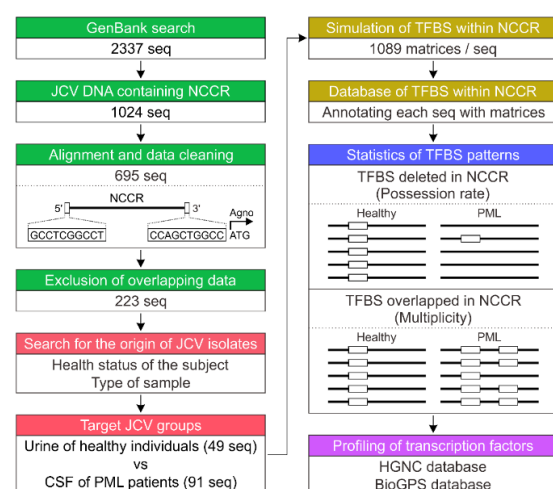 GenBank search
2337 seq
JCV DNA containing NCCR
1024 seq
Alignment and data cleaning
695 seq
NCCR
5'
3'
Agno
GCCTCGGCCT
CCAGCTGGCC
ATG
Exclusion of overlapping data
223 seq
Search for the origin of JCV isolates
Health status of the subject
Type of sample
Target JCV groups
Urine of healthy individuals (49 seq)
vs
CSF of PML patients (91 seq)
Simulation of TFBS within NCCR
1089 matrices / seq
Database of TFBS within NCCR
Annotating each seq with matrices
Statistics of TFBS patterns
TFBS deleted in NCCR
(Possession rate)
Healthy
PML
TFBS overlapped in NCCR
(Multiplicity)
Healthy
PML
Profiling of transcription factors
HGNC database
BioGPS database